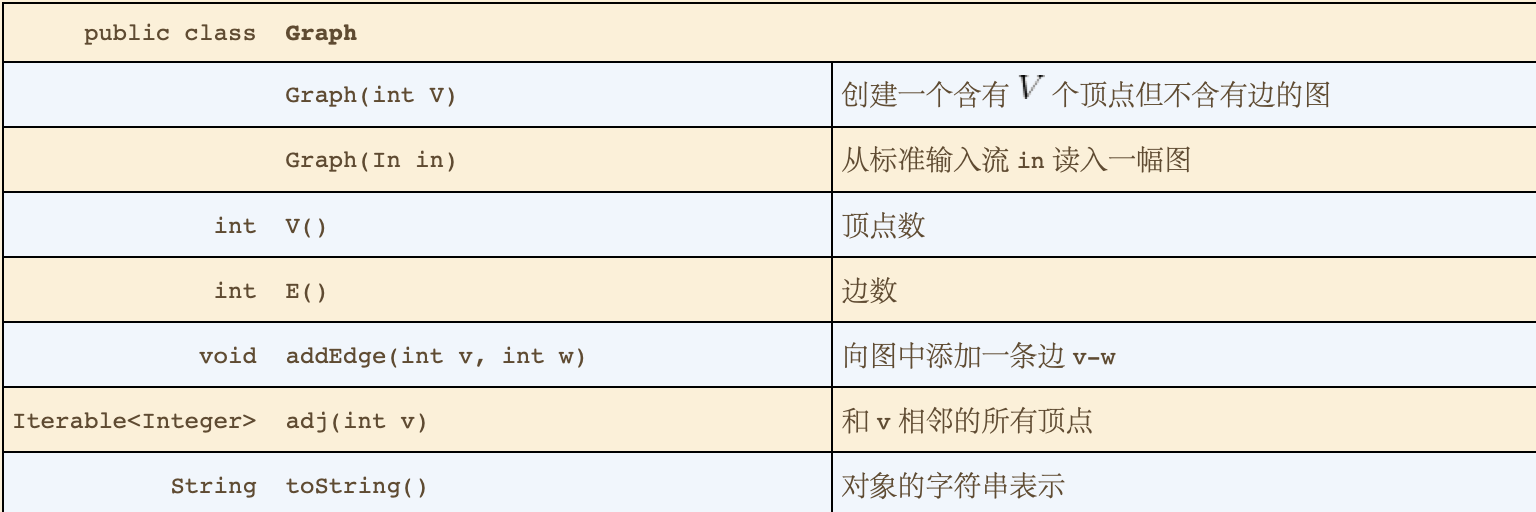 public class Graph
Graph(int V) 创建一个含有 V 个顶点但不含有边的图
Graph(In in) 从标准输入流 in 读入一幅图
int V() 顶点数
int E() 边数
void addEdge(int v, int w) 向图中添加一条边 v-w
Iterable<Integer> adj(int v) 和 v 相邻的所有顶点
String toString() 对象的字符串表示